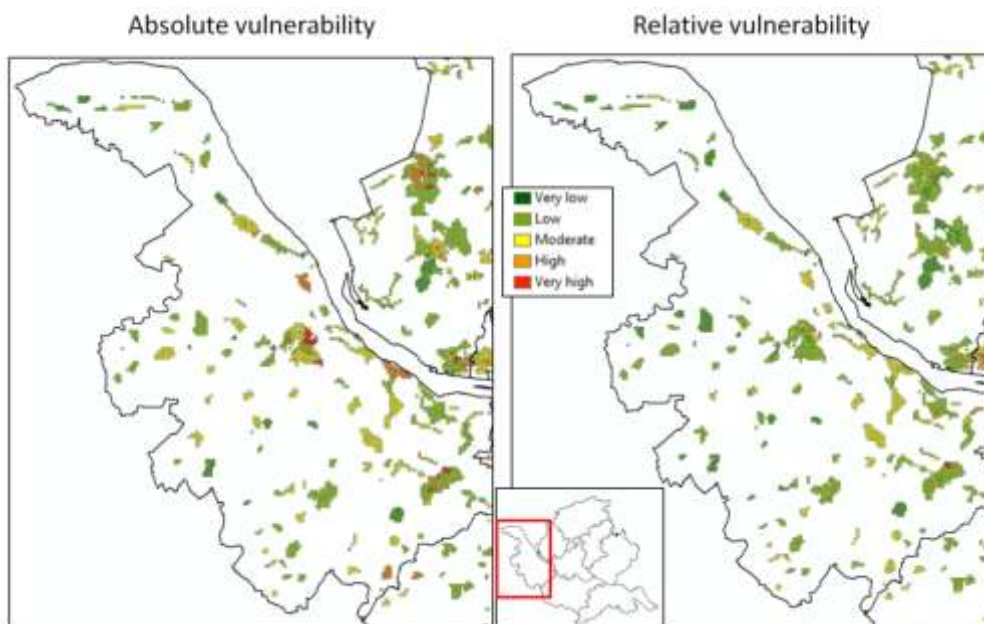 Absolute vulnerability
Relative vulnerability
Very low
Low
Moderate
High
Very high